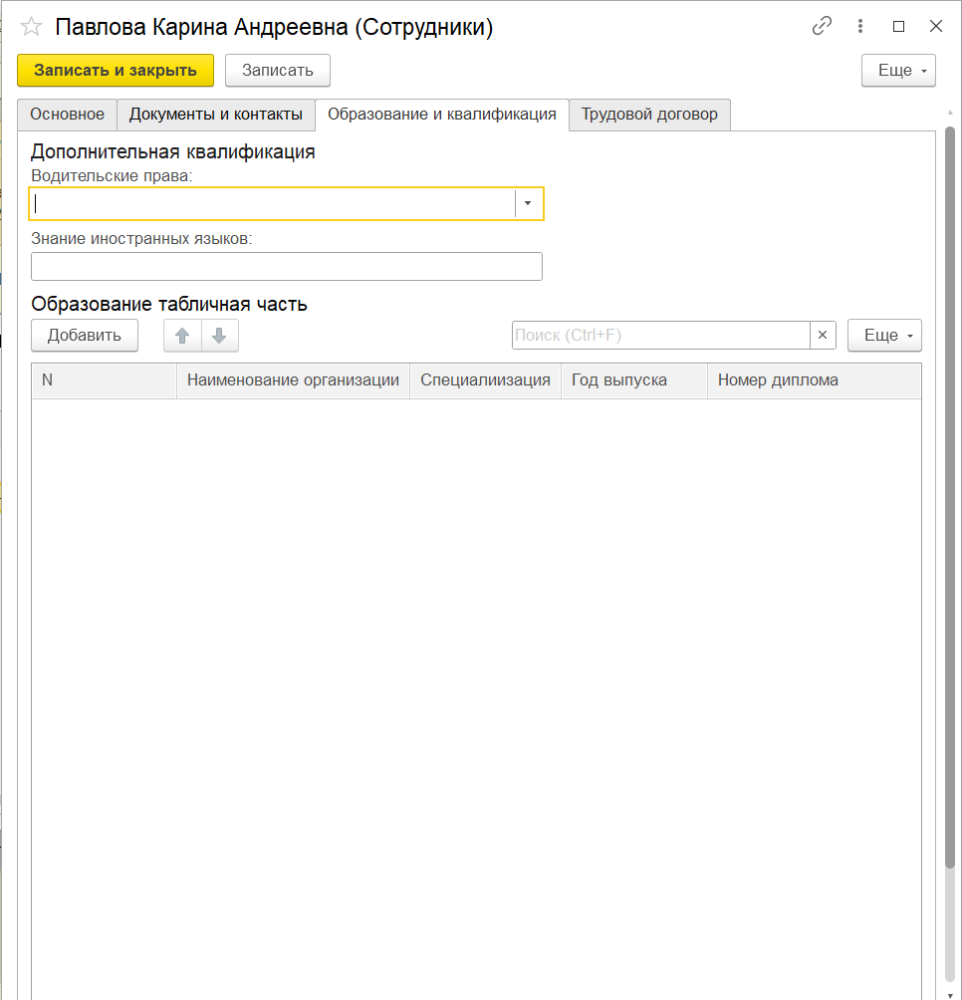 Павлова Карина Андреевна (Сотрудники)
Записать и закрыть Записать Еще
Основное Документы и контакты Образование и квалификация Трудовой договор
Дополнительная квалификация
Водительские права:
Знание иностранных языков:
Образование табличная часть
Добавить Поиск (Ctrl+F) Еще
N Наименование организации Специалиизация Год выпуска Номер диплома